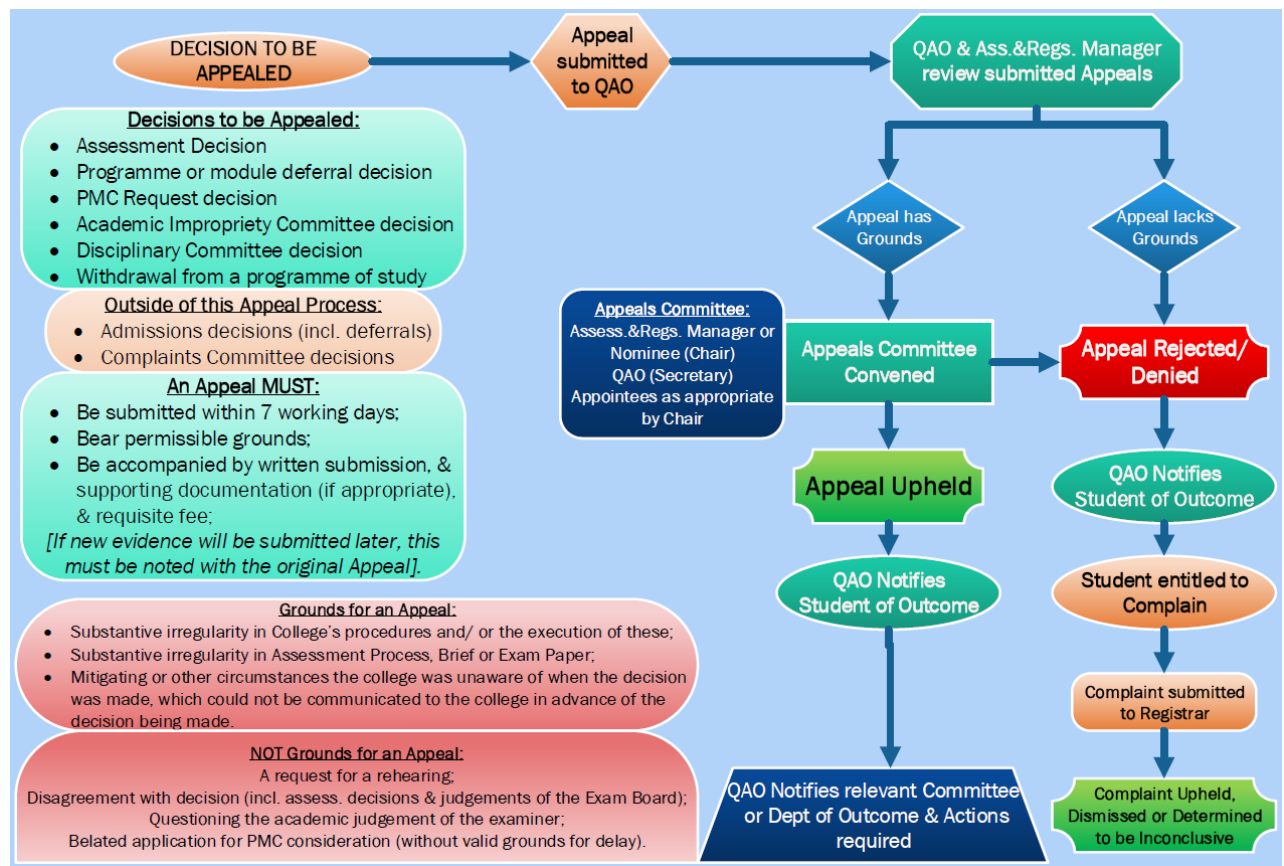 DECISION TO BE
APPEALED
Appeal
submitted
to QAO
QAO & Ass.&Regs. Manager
review submitted Appeals
Decisions to be Appealed:
• Assessment Decision
• Programme or module deferral decision
• PMC Request decision
• Academic Impropriety Committee decision
• Disciplinary Committee decision
• Withdrawal from a programme of study
Outside of this Appeal Process:
• Admissions decisions (incl. deferrals)
• Complaints Committee decisions
An Appeal MUST:
• Be submitted within 7 working days;
• Bear permissible grounds;
• Be accompanied by written submission, &
supporting documentation (if appropriate),
& requisite fee;
[If new evidence will be submitted later, this
must be noted with the original Appeal].
Grounds for an Appeal:
• Substantive irregularity in College's procedures and/ or the execution of these;
• Substantive irregularity in Assessment Process, Brief or Exam Paper;
• Mitigating or other circumstances the college was unaware of when the decision
was made, which could not be communicated to the college in advance of the
decision being made.
NOT Grounds for an Appeal:
A request for a rehearing;
Disagreement with decision (incl. assess. decisions & judgements of the Exam Board);
Questioning the academic judgement of the examiner;
Belated application for PMC consideration (without valid grounds for delay).
Appeal has
Grounds
Appeal lacks
Grounds
Appeals Committee:
Assess.&Regs. Manager or
Nominee (Chair)
QAO (Secretary)
Appointees as appropriate
by Chair
Appeals Committee
Convened
Appeal Rejected/
Denied
Appeal Upheld
QAO Notifies
Student of Outcome
QAO Notifies
Student of Outcome
Student entitled to
Complain
Complaint submitted
to Registrar
QAO Notifies relevant Committee
or Dept of Outcome & Actions
required
Complaint Upheld,
Dismissed or Determined
to be Inconclusive